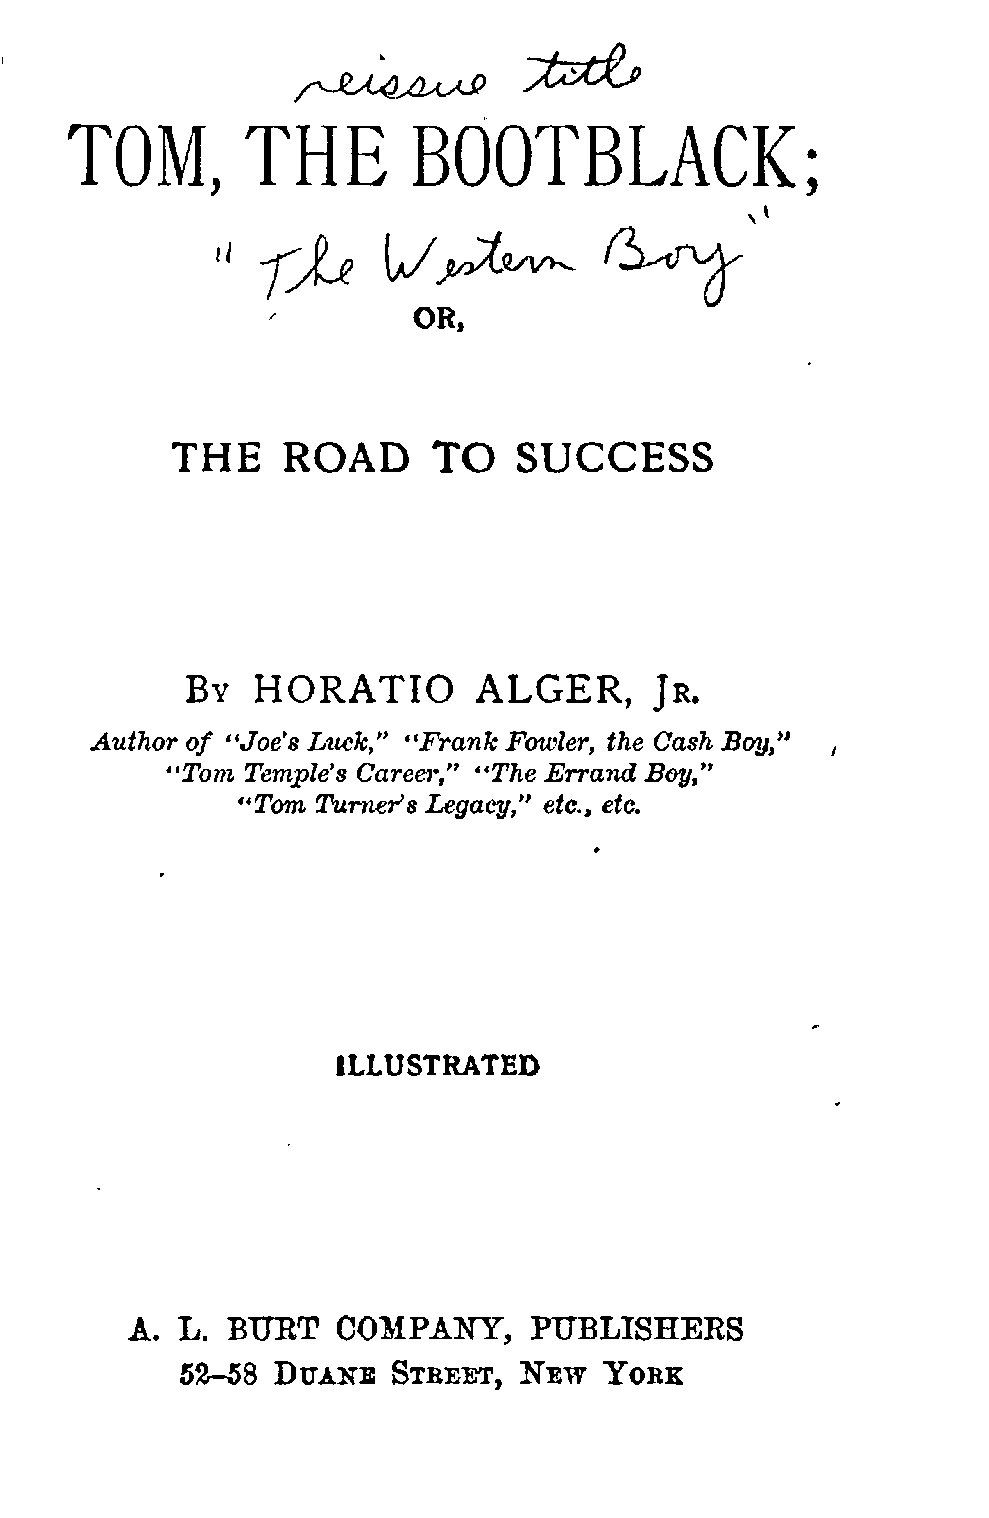 reissue title
TOM, THE BOOTBLACK;
"The Western Boy"
OR,
THE ROAD TO SUCCESS
By HORATIO ALGER, Jr.
Author of "Joe's Luck," "Frank Fowler, the Cash Boy,"
"Tom Temple's Career," "The Errand Boy,"
"Tom Turner's Legacy," etc., etc.
ILLUSTRATED
A. L. BURT COMPANY, PUBLISHERS
52–58 Duane Street, New York